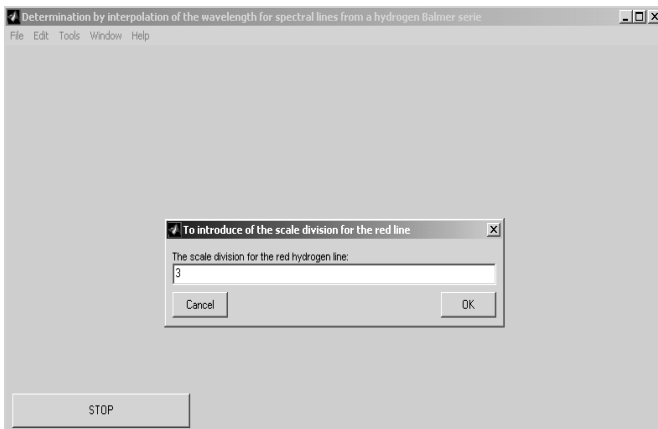 Determination by interpolation of the wavelength for spectral lines from a hydrogen Balmer serie
File Edit Tools Window Help
To introduce of the scale division for the red line
The scale division for the red hydrogen line:
3
Cancel OK
STOP